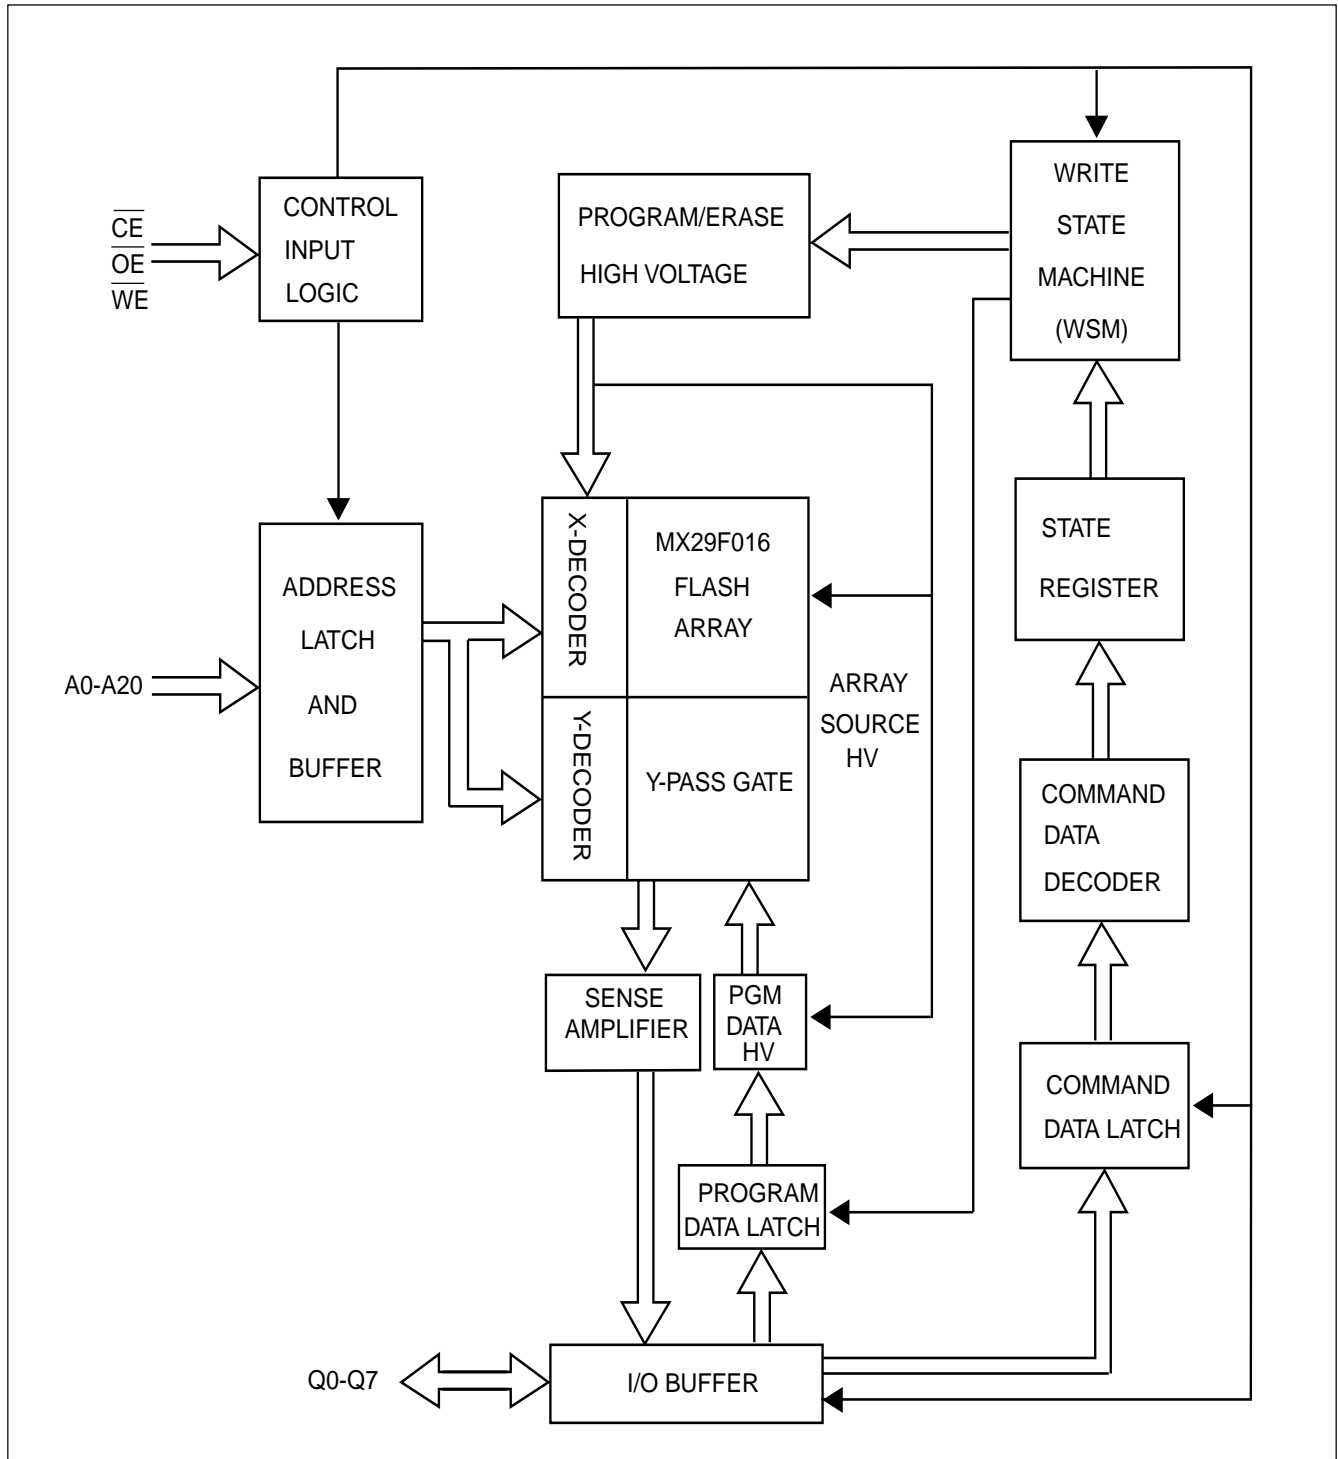 WRITE
STATE
MACHINE
(WSM)
CONTROL
INPUT
LOGIC
PROGRAM/ERASE
HIGH VOLTAGE
CE
OE
WE
X-DECODER
MX29F016
FLASH
ARRAY
STATE
REGISTER
ADDRESS
LATCH
AND
BUFFER
A0-A20
ARRAY
SOURCE
HV
Y-DECODER
Y-PASS GATE
COMMAND
DATA
DECODER
SENSE
AMPLIFIER
PGM
DATA
HV
COMMAND
DATA LATCH
PROGRAM
DATA LATCH
Q0-Q7
I/O BUFFER